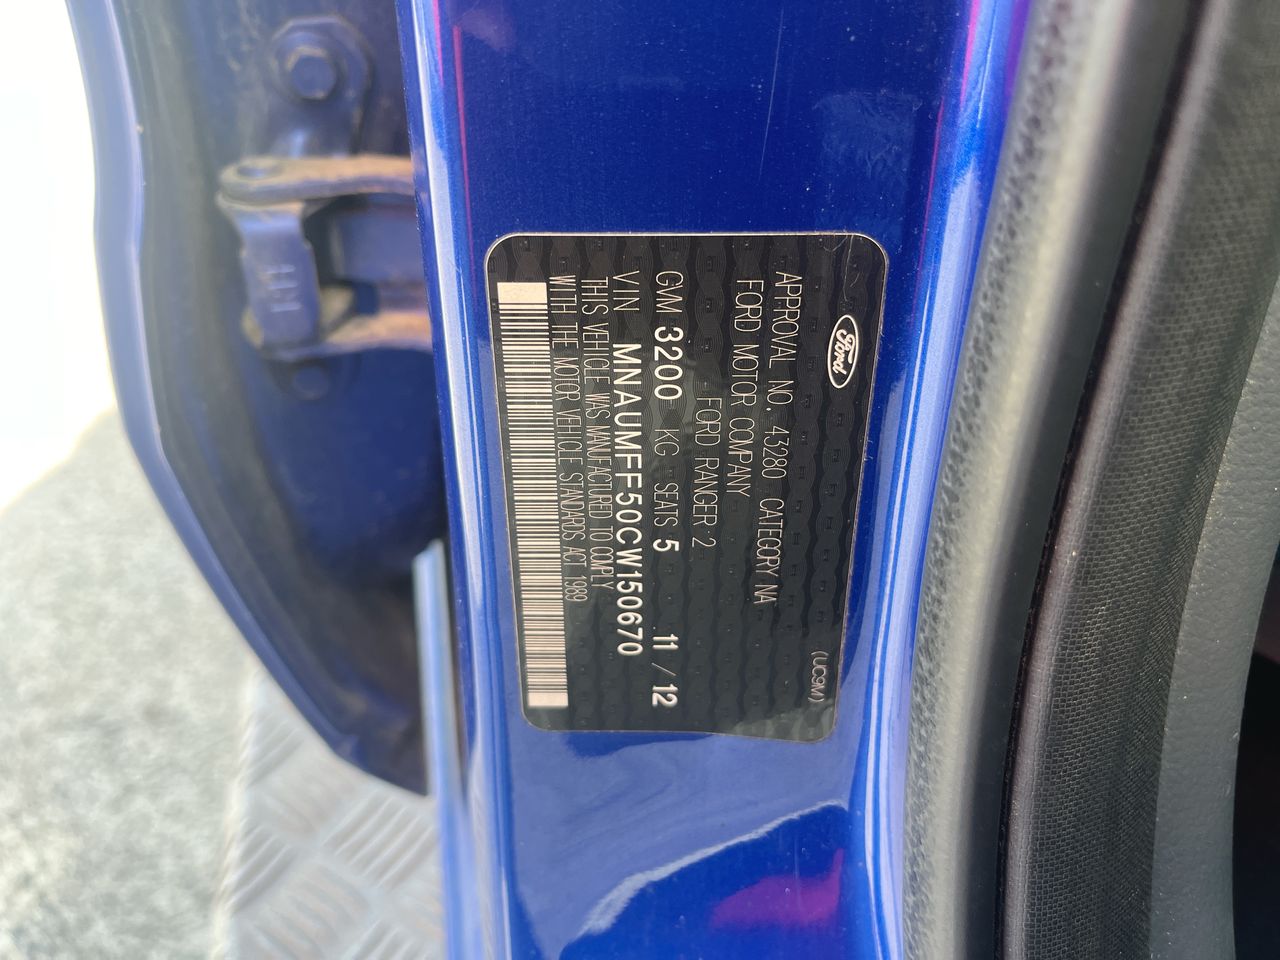 Ford
(UC9M)
APPROVAL NO. 43280 CATEGORY NA
FORD MOTOR COMPANY
FORD RANGER 2
GVM 3200 KG SEATS 5 11 / 12
VIN MNAUMFF50CW150670
THIS VEHICLE WAS MANUFACTURED TO COMPLY
WITH THE MOTOR VEHICLE STANDARDS ACT 1989